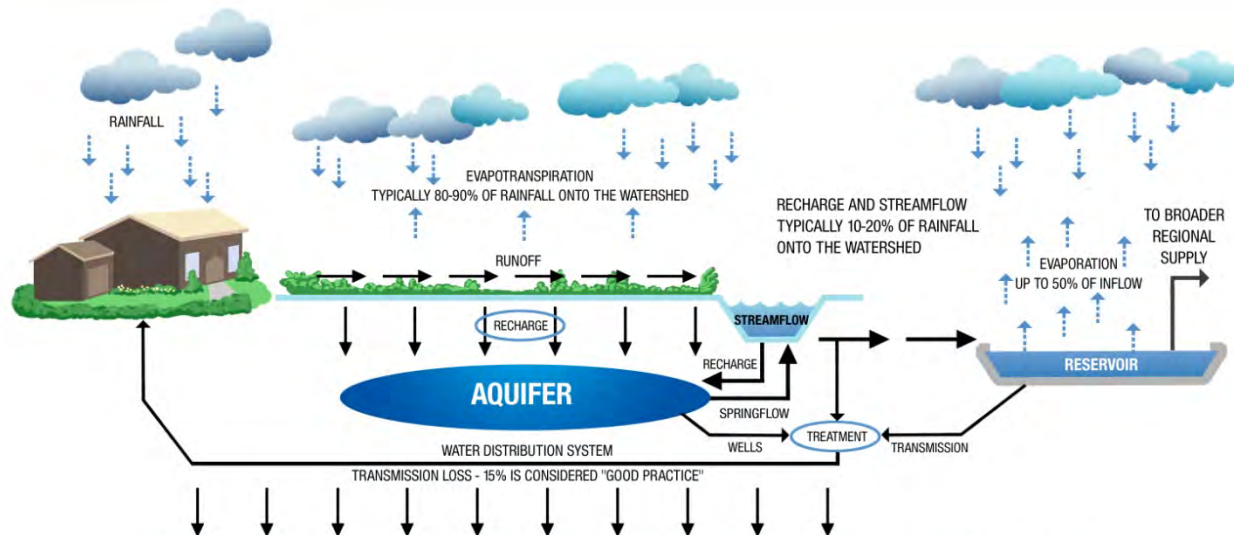 RAINFALL
EVAPOTRANSPIRATION
TYPICALLY 80-90% OF RAINFALL ONTO THE WATERSHED
RUNOFF
RECHARGE
RECHARGE AND STREAMFLOW
TYPICALLY 10-20% OF RAINFALL
ONTO THE WATERSHED
TO BROADER
REGIONAL
SUPPLY
EVAPORATION
UP TO 50% OF INFLOW
STREAMFLOW
RECHARGE
RESERVOIR
AQUIFER
SPRINGFLOW
WELLS
TREATMENT
TRANSMISSION
WATER DISTRIBUTION SYSTEM
TRANSMISSION LOSS - 15% IS CONSIDERED "GOOD PRACTICE"